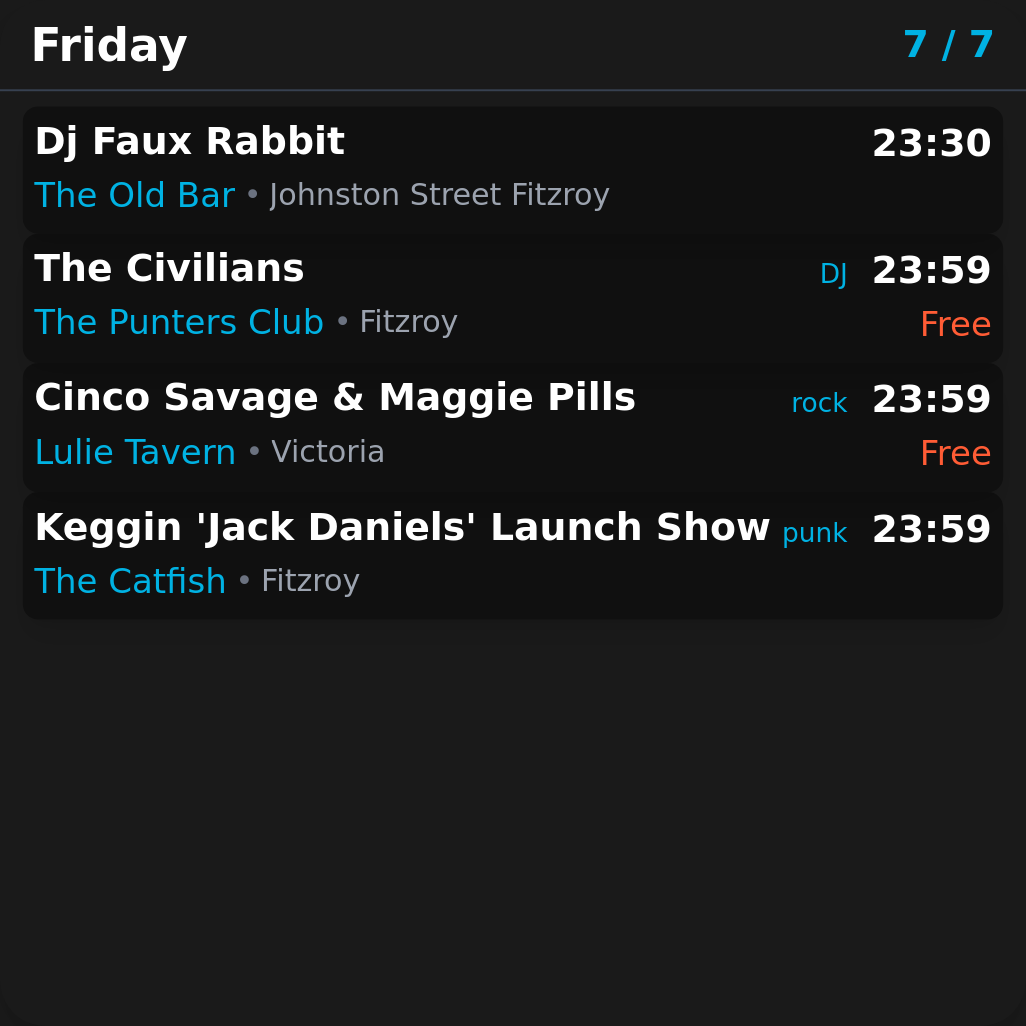 Friday 7 / 7
Dj Faux Rabbit 23:30
The Old Bar • Johnston Street Fitzroy
The Civilians DJ 23:59
The Punters Club • Fitzroy Free
Cinco Savage & Maggie Pills rock 23:59
Lulie Tavern • Victoria Free
Keggin 'Jack Daniels' Launch Show punk 23:59
The Catfish • Fitzroy